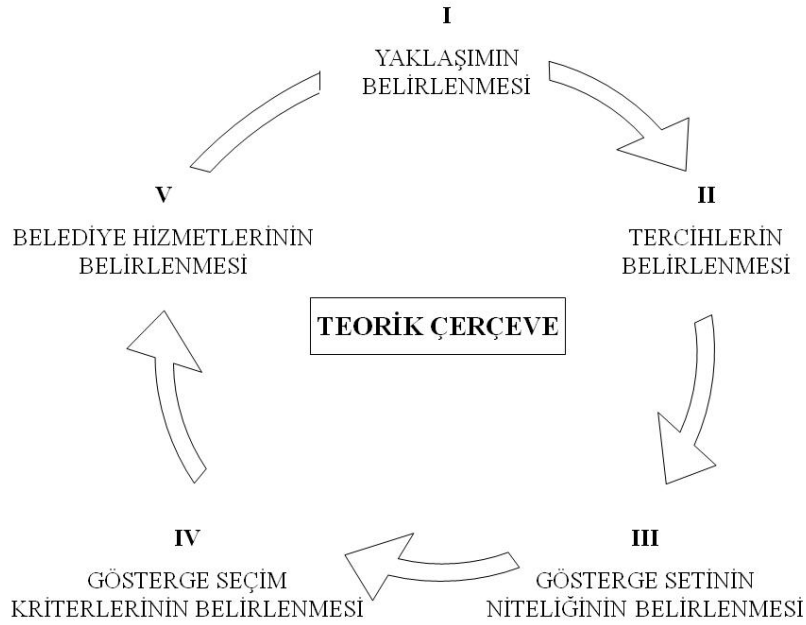 I
YAKLAŞIMIN
BELİRLENMESİ
II
TERCİHLERİN
BELİRLENMESİ
III
GÖSTERGE SETİNİN
NİTELİĞİNİN BELİRLENMESİ
IV
GÖSTERGE SEÇİM
KRİTERLERİNİN BELİRLENMESİ
V
BELEDİYE HİZMETLERİNİN
BELİRLENMESİ
TEORİK ÇERÇEVE